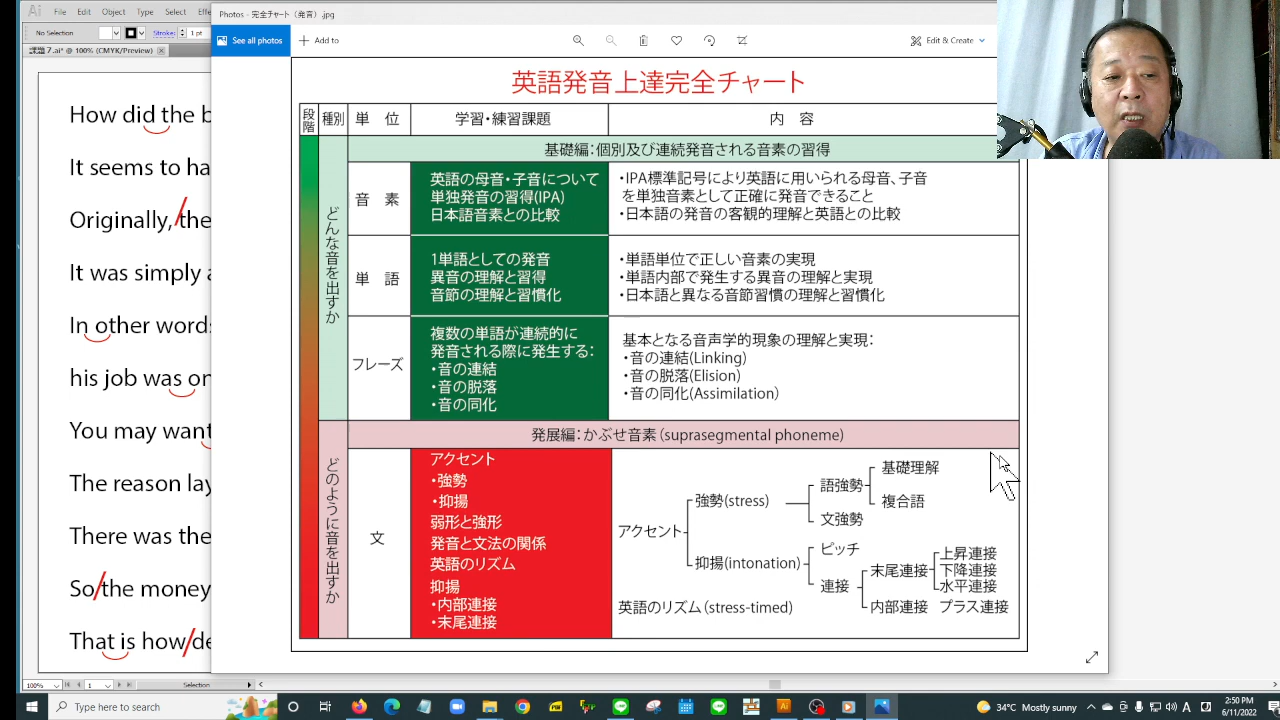 Ai File Edit Object Type Select Effe
No Selection Stroke: 1 pt
課題 7.ai* @ 100% (CMYK/Preview)
Photos - 完全チャート（発音）.jpg
See all photos
Add to
Edit & Create
How did the b
It seems to ha
Originally, the
It was simply a
In other words
his job was on
You may want
The reason lay
There was the
So the money
That is how de
英語発音上達完全チャート
段階 種別 単 位 学習・練習課題 内 容
基礎編：個別及び連続発音される音素の習得
どんな音を出すか
音 素
英語の母音・子音について
単独発音の習得(IPA)
日本語音素との比較
・IPA標準記号により英語に用いられる母音、子音
を単独音素として正確に発音できること
・日本語の発音の客観的理解と英語との比較
単 語
1単語としての発音
異音の理解と習得
音節の理解と習慣化
・単語単位で正しい音素の実現
・単語内部で発生する異音の理解と実現
・日本語と異なる音節習慣の理解と習慣化
フレーズ
複数の単語が連続的に
発音される際に発生する：
・音の連結
・音の脱落
・音の同化
基本となる音声学的現象の理解と実現：
・音の連結(Linking)
・音の脱落(Elision)
・音の同化(Assimilation)
発展編：かぶせ音素（suprasegmental phoneme)
どのように音を出すか
文
アクセント
・強勢
・抑揚
弱形と強形
発音と文法の関係
英語のリズム
抑揚
・内部連接
・末尾連接
アクセント
強勢(stress)
語強勢
基礎理解
複合語
文強勢
抑揚(intonation)
ピッチ
連接
末尾連接
上昇連接
下降連接
水平連接
内部連接 プラス連接
英語のリズム(stress-timed)
100% 1 Selection
Type here to search
34°C Mostly sunny
A
2:50 PM
6/11/2022